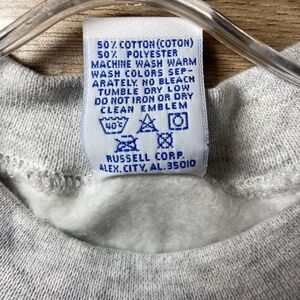 50% COTTON(COTON)
50% POLYESTER
MACHINE WASH WARM
WASH COLORS SEP-
ARATELY. NO BLEACH
TUMBLE DRY LOW
DO NOT IRON OR DRY
CLEAN EMBLEM
40°C
RUSSELL CORP.
ALEX. CITY, AL. 35010